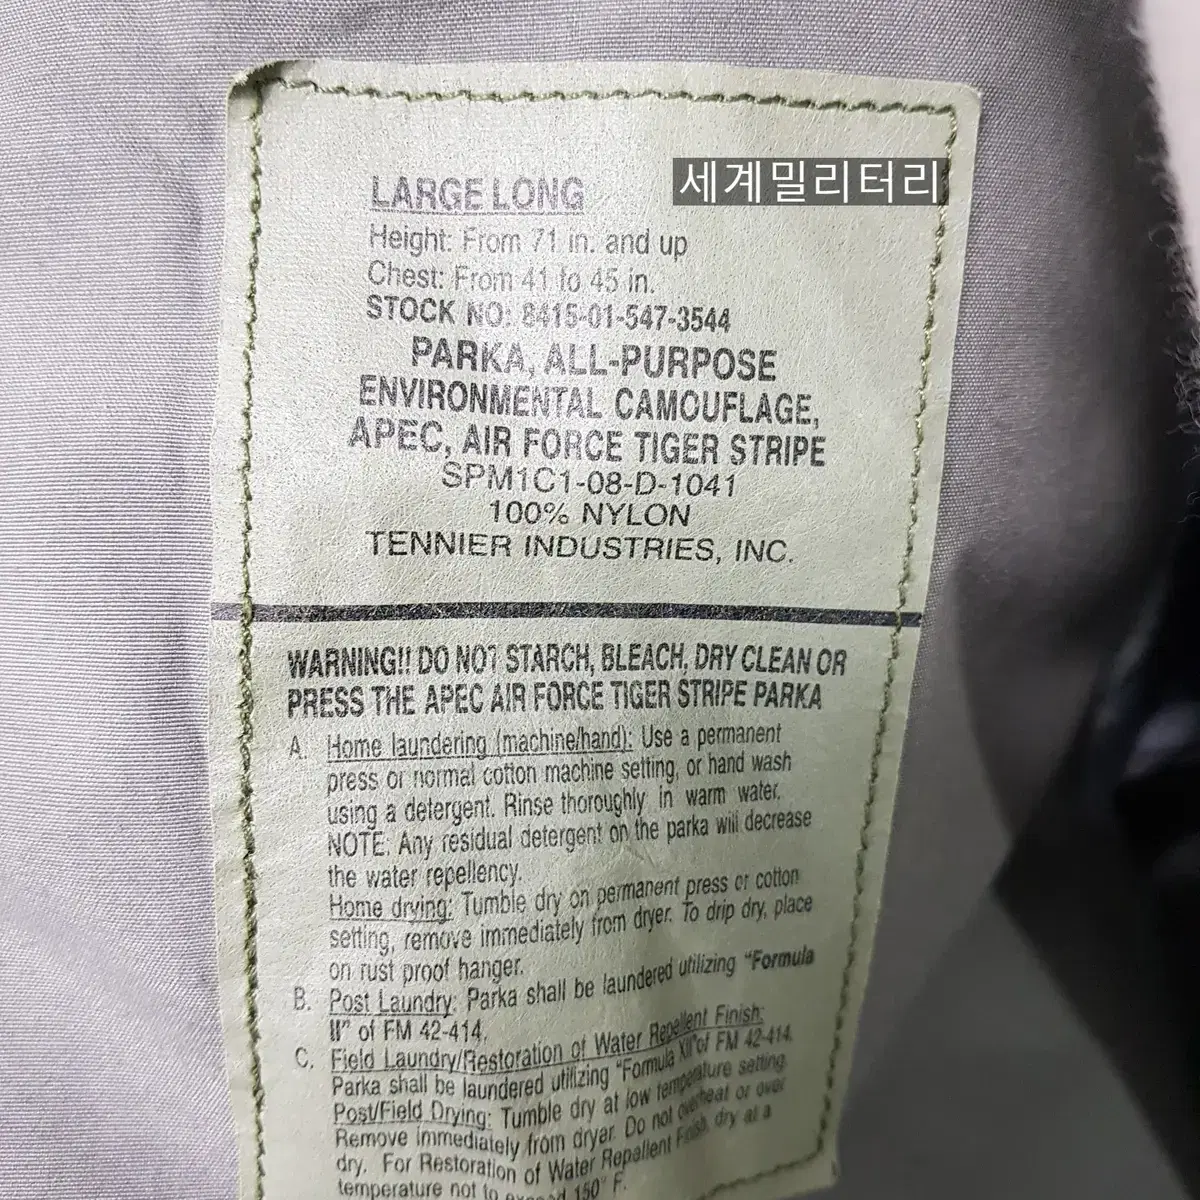 LARGE LONG
세계밀리터리
Height: From 71 in. and up
Chest: From 41 to 45 in.
STOCK NO: 8415-01-547-3544
PARKA, ALL-PURPOSE
ENVIRONMENTAL CAMOUFLAGE,
APEC, AIR FORCE TIGER STRIPE
SPM1C1-08-D-1041
100% NYLON
TENNIER INDUSTRIES, INC.
WARNING!! DO NOT STARCH, BLEACH, DRY CLEAN OR
PRESS THE APEC AIR FORCE TIGER STRIPE PARKA
A. Home laundering (machine/hand): Use a permanent
press or normal cotton machine setting, or hand wash
using a detergent. Rinse thoroughly in warm water.
NOTE: Any residual detergent on the parka will decrease
the water repellency.
Home drying: Tumble dry on permanent press or cotton
setting, remove immediately from dryer. To drip dry, place
on rust proof hanger.
B. Post Laundry: Parka shall be laundered utilizing "Formula
II" of FM 42-414.
C. Field Laundry/Restoration of Water Repellent Finish:
Parka shall be laundered utilizing "Formula XII"of FM 42-414.
Post/Field Drying: Tumble dry at low temperature setting.
Remove immediately from dryer. Do not overheat or over
dry. For Restoration of Water Repellent Finish, dry at a
temperature not to exceed 150° F.